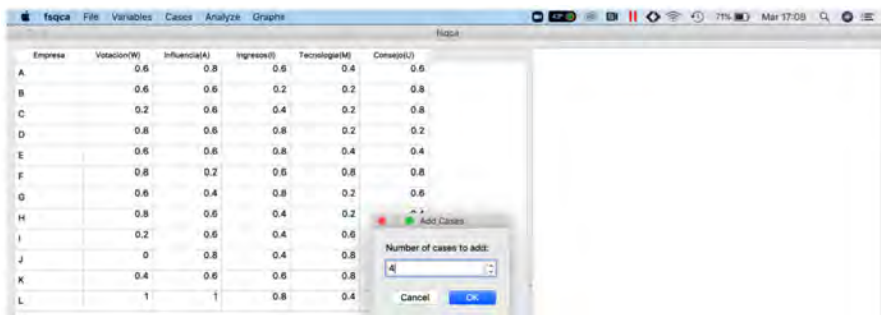 fsqca File Variables Cases Analyze Graphs 71% Mar 17:08
fsqca
Empresa Votacion(W) Influencia(A) Ingresos(I) Tecnologia(M) Consejo(U)
A 0.6 0.8 0.6 0.4 0.6
B 0.6 0.6 0.2 0.2 0.8
C 0.2 0.6 0.4 0.2 0.8
D 0.8 0.6 0.8 0.2 0.2
E 0.6 0.6 0.8 0.4 0.4
F 0.8 0.2 0.6 0.8 0.8
G 0.6 0.4 0.8 0.2 0.6
H 0.8 0.6 0.4 0.2
I 0.2 0.6 0.4 0.6
J 0 0.8 0.4 0.8
K 0.4 0.6 0.6 0.8
L 1 1 0.8 0.4
Add Cases
Number of cases to add:
4
Cancel OK